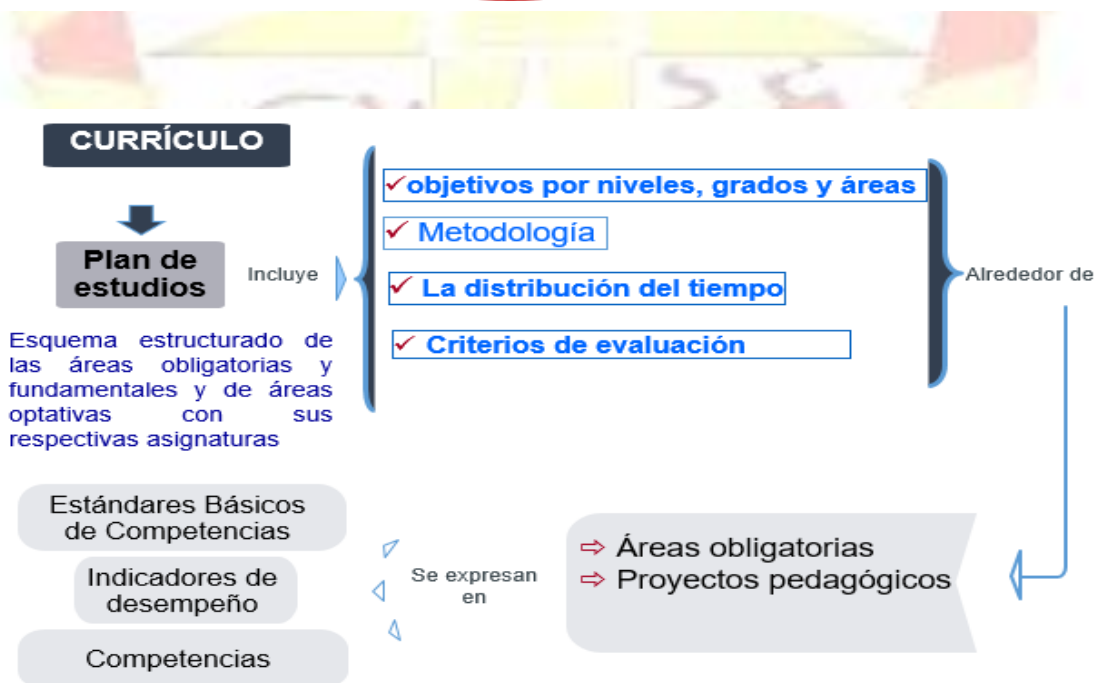 CURRÍCULO
Plan de
estudios
Incluye
objetivos por niveles, grados y áreas
Metodología
La distribución del tiempo
Criterios de evaluación
Alrededor de
Esquema estructurado de
las áreas obligatorias y
fundamentales y de áreas
optativas con sus
respectivas asignaturas
Áreas obligatorias
Proyectos pedagógicos
Se expresan
en
Estándares Básicos
de Competencias
Indicadores de
desempeño
Competencias